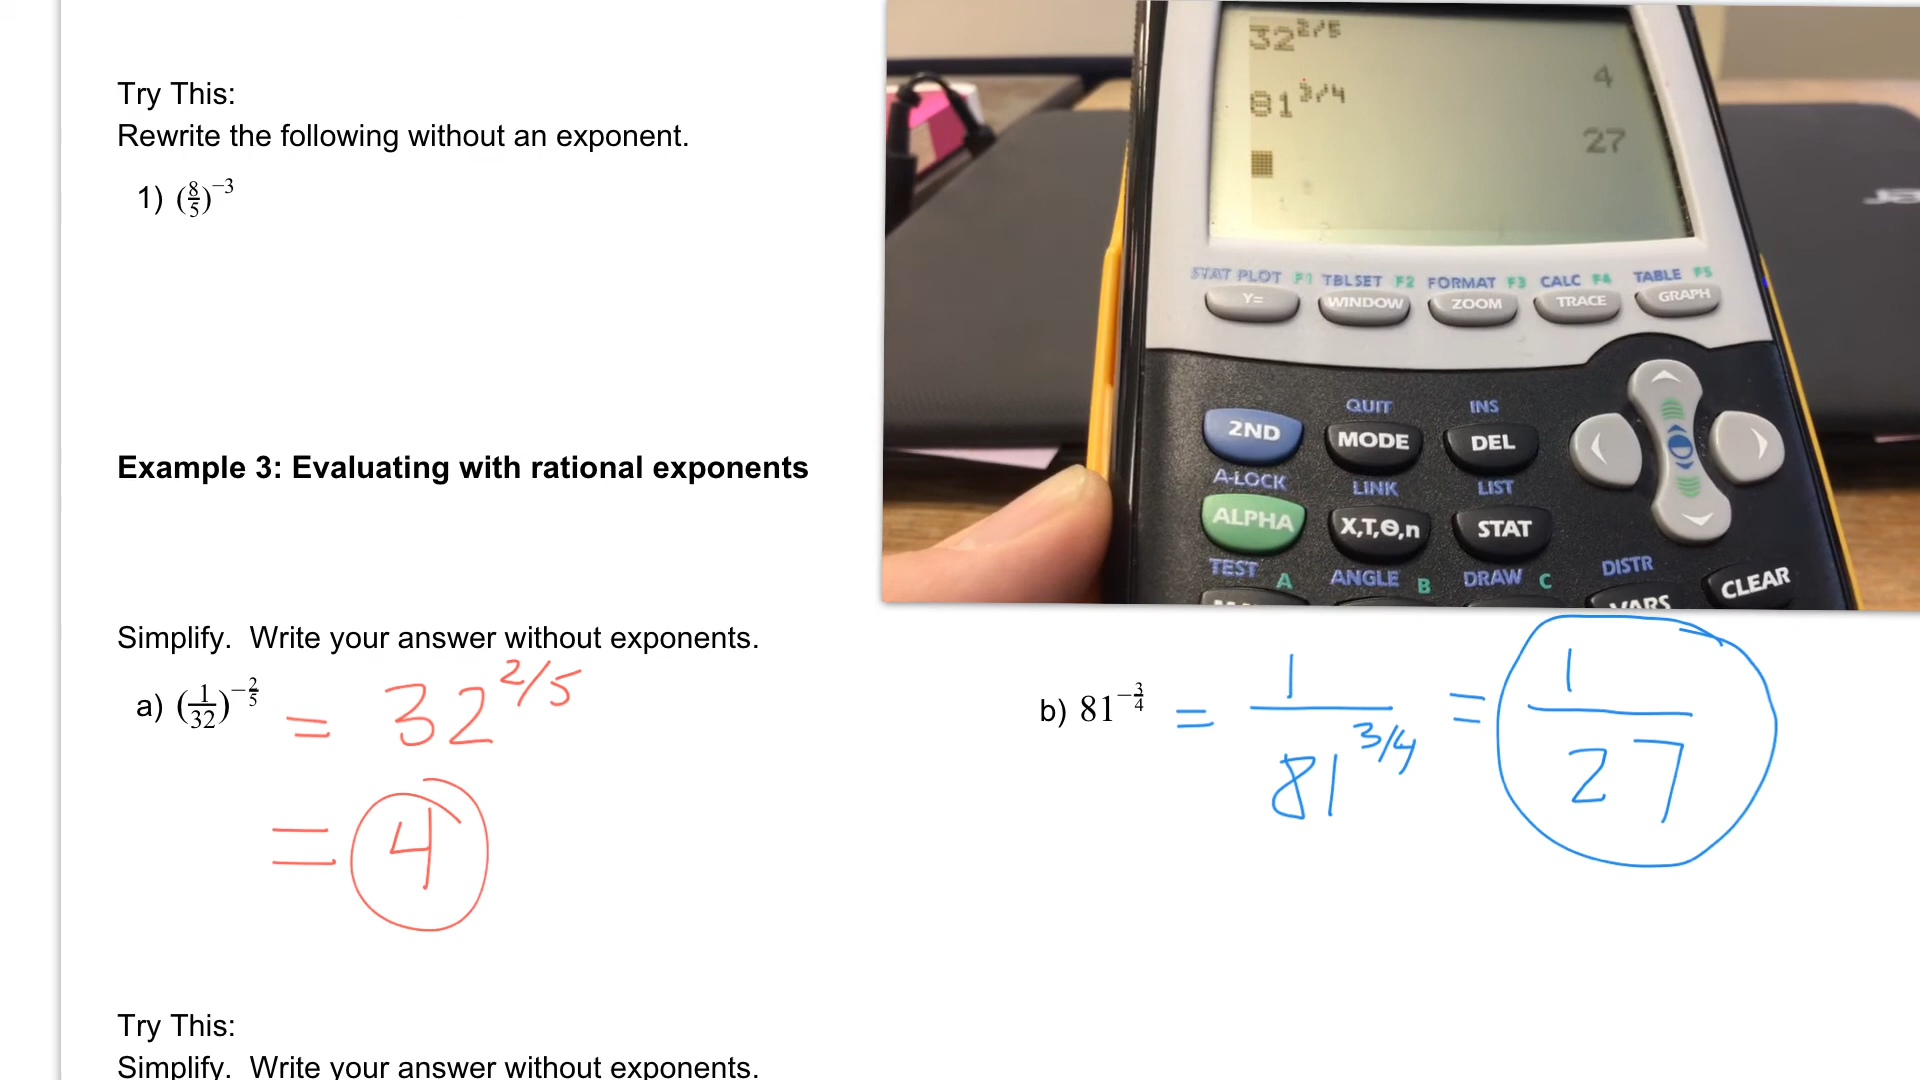 Try This:
Rewrite the following without an exponent.
1) (8/5)^−3
Example 3: Evaluating with rational exponents
Simplify. Write your answer without exponents.
a) (1/32)^−2/5 = 32^2/5
= 4
b) 81^−3/4 = 1/81^3/4 = 1/27
Try This:
Simplify. Write your answer without exponents.
32^2/5
4
81^3/4
27
STAT PLOT F1 TBLSET F2 FORMAT F3 CALC F4 TABLE F5
Y= WINDOW ZOOM TRACE GRAPH
QUIT INS
2ND MODE DEL
A-LOCK LINK LIST
ALPHA X,T,Θ,n STAT
TEST A ANGLE B DRAW C DISTR
VARS CLEAR